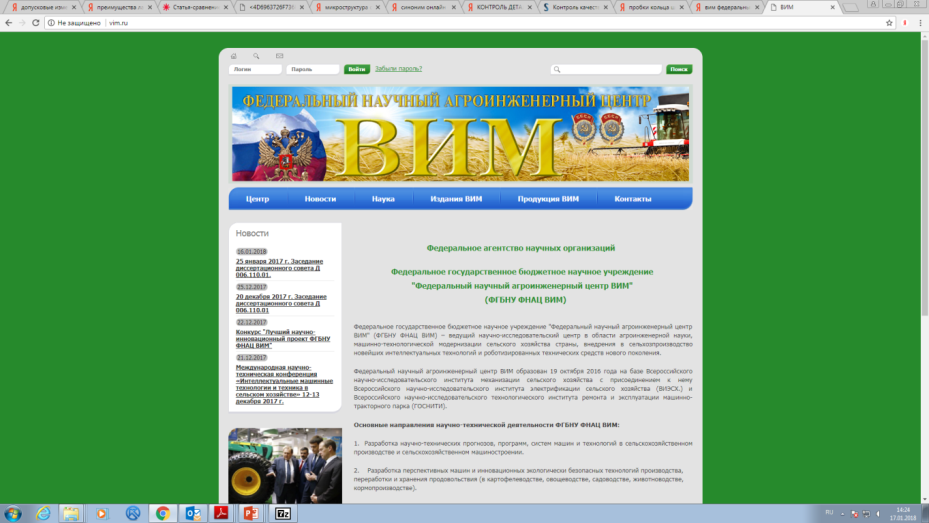 допусковые изме
преимущества ли
Статья-сравнени
<4D6963726F73
микроструктури
синоним онлайн
КОНТРОЛЬ ДЕТА
Контроль качест
пробки кольца ш
вим федеральны
ВИМ
Не защищено | vim.ru
Логин Пароль Войти Забыли пароль? Поиск
ФЕДЕРАЛЬНЫЙ НАУЧНЫЙ АГРОИНЖЕНЕРНЫЙ ЦЕНТР
ВИМ
Центр Новости Наука Издания ВИМ Продукция ВИМ Контакты
Новости
16.01.2018
25 января 2017 г. Заседание
диссертационного совета Д
006.110.01.
25.12.2017
20 декабря 2017 г. Заседание
диссертационного совета Д
006.110.01
22.12.2017
Конкурс "Лучший научно-
инновационный проект ФГБНУ
ФНАЦ ВИМ"
21.12.2017
Международная научно-
техническая конференция
«Интеллектуальные машинные
технологии и техника в
сельском хозяйстве» 12-13
декабря 2017 г.
Федеральное агентство научных организаций
Федеральное государственное бюджетное научное учреждение
"Федеральный научный агроинженерный центр ВИМ"
(ФГБНУ ФНАЦ ВИМ)
Федеральное государственное бюджетное научное учреждение "Федеральный научный агроинженерный центр
ВИМ" (ФГБНУ ФНАЦ ВИМ) – ведущий научно-исследовательский центр в области агроинженерной науки,
машинно-технологической модернизации сельского хозяйства страны, внедрения в сельхозпроизводство
новейших интеллектуальных технологий и роботизированных технических средств нового поколения.
Федеральный научный агроинженерный центр ВИМ образован 19 октября 2016 года на базе Всероссийского
научно-исследовательского института механизации сельского хозяйства с присоединением к нему
Всероссийского научно-исследовательского института электрификации сельского хозяйства (ВИЭСХ.) и
Всероссийского научно-исследовательского технологического института ремонта и эксплуатации машинно-
тракторного парка (ГОСНИТИ).
Основные направления научно-технической деятельности ФГБНУ ФНАЦ ВИМ:
1. Разработка научно-технических прогнозов, программ, систем машин и технологий в сельскохозяйственном
производстве и сельскохозяйственном машиностроении.
2. Разработка перспективных машин и инновационных экологически безопасных технологий производства,
переработки и хранения продовольствия (в картофелеводстве, овощеводстве, садоводстве, животноводстве,
кормопроизводстве).
RU
14:24
17.01.2018